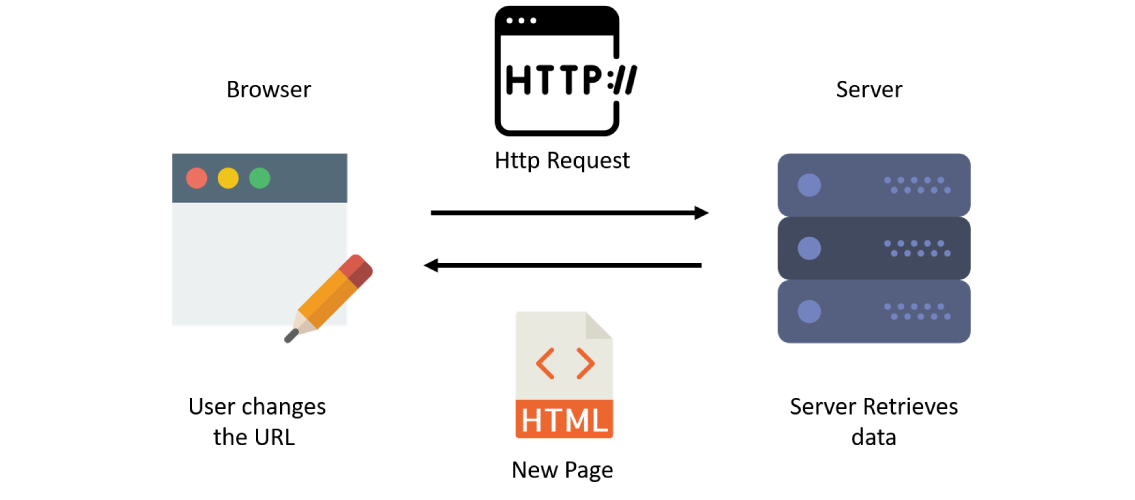 Browser
HTTP://
Http Request
Server
User changes
the URL
HTML
New Page
Server Retrieves
data